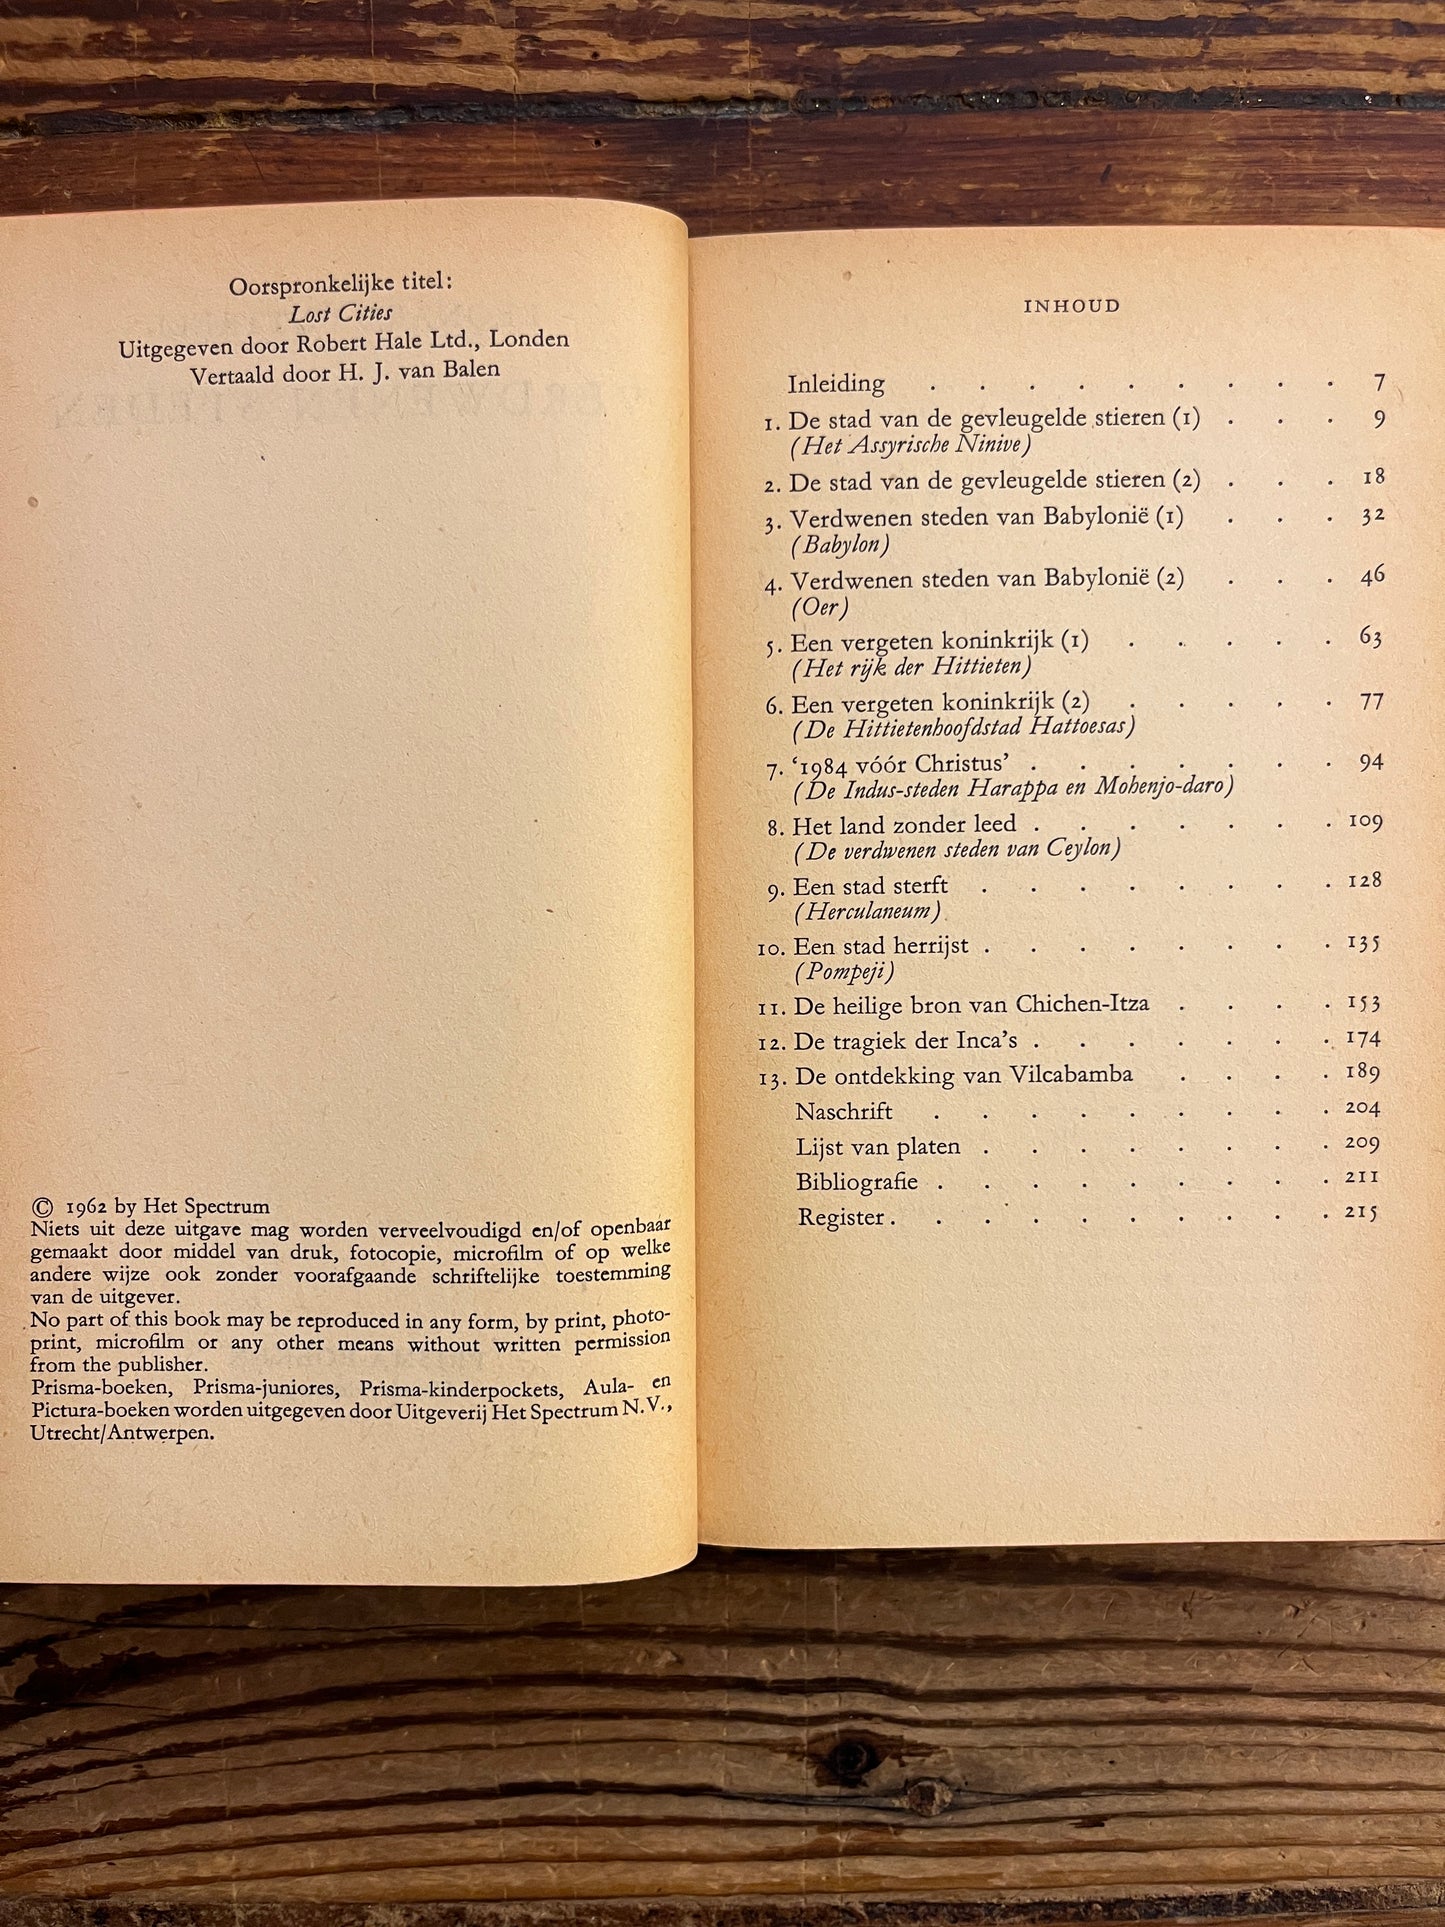 Oorspronkelijke titel:
Lost Cities
Uitgegeven door Robert Hale Ltd., Londen
Vertaald door H. J. van Balen
© 1962 by Het Spectrum
Niets uit deze uitgave mag worden verveelvoudigd en/of openbaar
gemaakt door middel van druk, fotocopie, microfilm of op welke
andere wijze ook zonder voorafgaande schriftelijke toestemming
van de uitgever.
No part of this book may be reproduced in any form, by print, photo-
print, microfilm or any other means without written permission
from the publisher.
Prisma-boeken, Prisma-juniores, Prisma-kinderpockets, Aula- en
Pictura-boeken worden uitgegeven door Uitgeverij Het Spectrum N.V.,
Utrecht/Antwerpen.
INHOUD
Inleiding . . . . . . . . . 7
1. De stad van de gevleugelde stieren (1) . . . 9
(Het Assyrische Ninive)
2. De stad van de gevleugelde stieren (2) . . . 18
3. Verdwenen steden van Babylonië (1) . . . 32
(Babylon)
4. Verdwenen steden van Babylonië (2) . . . 46
(Oer)
5. Een vergeten koninkrijk (1) . . . . . 63
(Het rijk der Hittieten)
6. Een vergeten koninkrijk (2) . . . . . 77
(De Hittietenhoofdstad Hattoesas)
7. ‘1984 vóór Christus’ . . . . . . . 94
(De Indus-steden Harappa en Mohenjo-daro)
8. Het land zonder leed . . . . . . . 109
(De verdwenen steden van Ceylon)
9. Een stad sterft . . . . . . . . 128
(Herculaneum)
10. Een stad herrijst . . . . . . . . 135
(Pompeji)
11. De heilige bron van Chichen-Itza . . . . 153
12. De tragiek der Inca’s . . . . . . . 174
13. De ontdekking van Vilcabamba . . . . 189
Naschrift . . . . . . . . . 204
Lijst van platen . . . . . . . . 209
Bibliografie . . . . . . . . . 211
Register . . . . . . . . . . 215